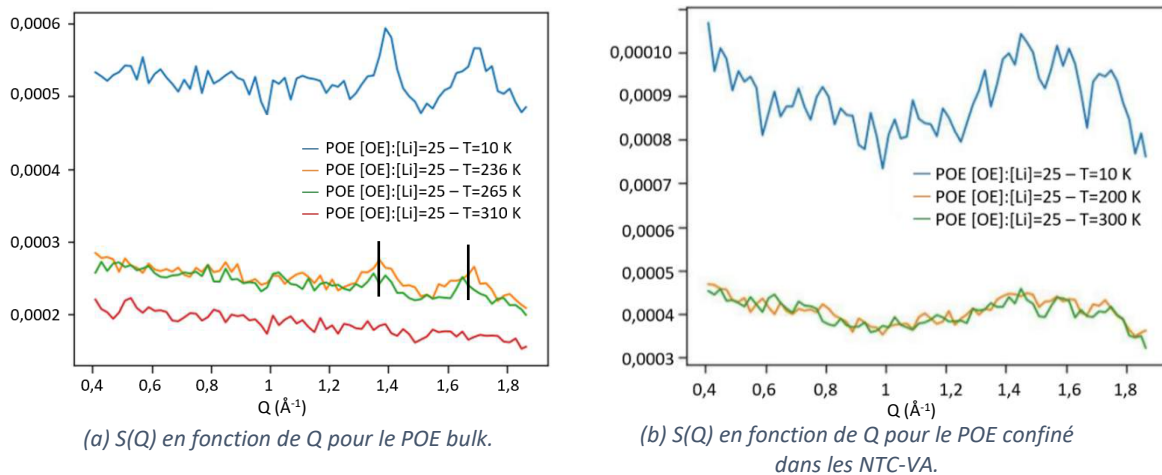 0,0006
0,0005
0,0004
0,0003
0,0002
POE [OE]:[Li]=25 – T=10 K
POE [OE]:[Li]=25 – T=236 K
POE [OE]:[Li]=25 – T=265 K
POE [OE]:[Li]=25 – T=310 K
0,4 0,6 0,8 1 1,2 1,4 1,6 1,8
Q (Å⁻¹)
(a) S(Q) en fonction de Q pour le POE bulk.
0,00010
0,0009
0,0008
0,0007
0,0006
0,0005
0,0004
0,0003
POE [OE]:[Li]=25 – T=10 K
POE [OE]:[Li]=25 – T=200 K
POE [OE]:[Li]=25 – T=300 K
0,4 0,6 0,8 1 1,2 1,4 1,6 1,8
Q (Å⁻¹)
(b) S(Q) en fonction de Q pour le POE confiné
dans les NTC-VA.